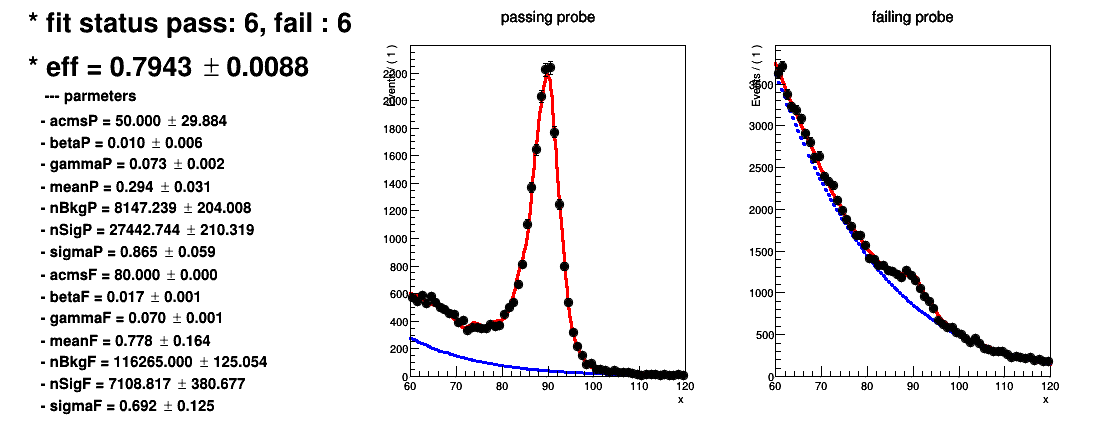 * fit status pass: 6, fail : 6
* eff = 0.7943 ± 0.0088
--- parmeters
- acmsP = 50.000 ± 29.884
- betaP = 0.010 ± 0.006
- gammaP = 0.073 ± 0.002
- meanP = 0.294 ± 0.031
- nBkgP = 8147.239 ± 204.008
- nSigP = 27442.744 ± 210.319
- sigmaP = 0.865 ± 0.059
- acmsF = 80.000 ± 0.000
- betaF = 0.017 ± 0.001
- gammaF = 0.070 ± 0.001
- meanF = 0.778 ± 0.164
- nBkgF = 116265.000 ± 125.054
- nSigF = 7108.817 ± 380.677
- sigmaF = 0.692 ± 0.125
passing probe
Events / ( 1 )
2200
2000
1800
1600
1400
1200
1000
800
600
400
200
0
60 70 80 90 100 110 120
x
failing probe
Events / ( 1 )
3500
3000
2500
2000
1500
1000
500
0
60 70 80 90 100 110 120
x